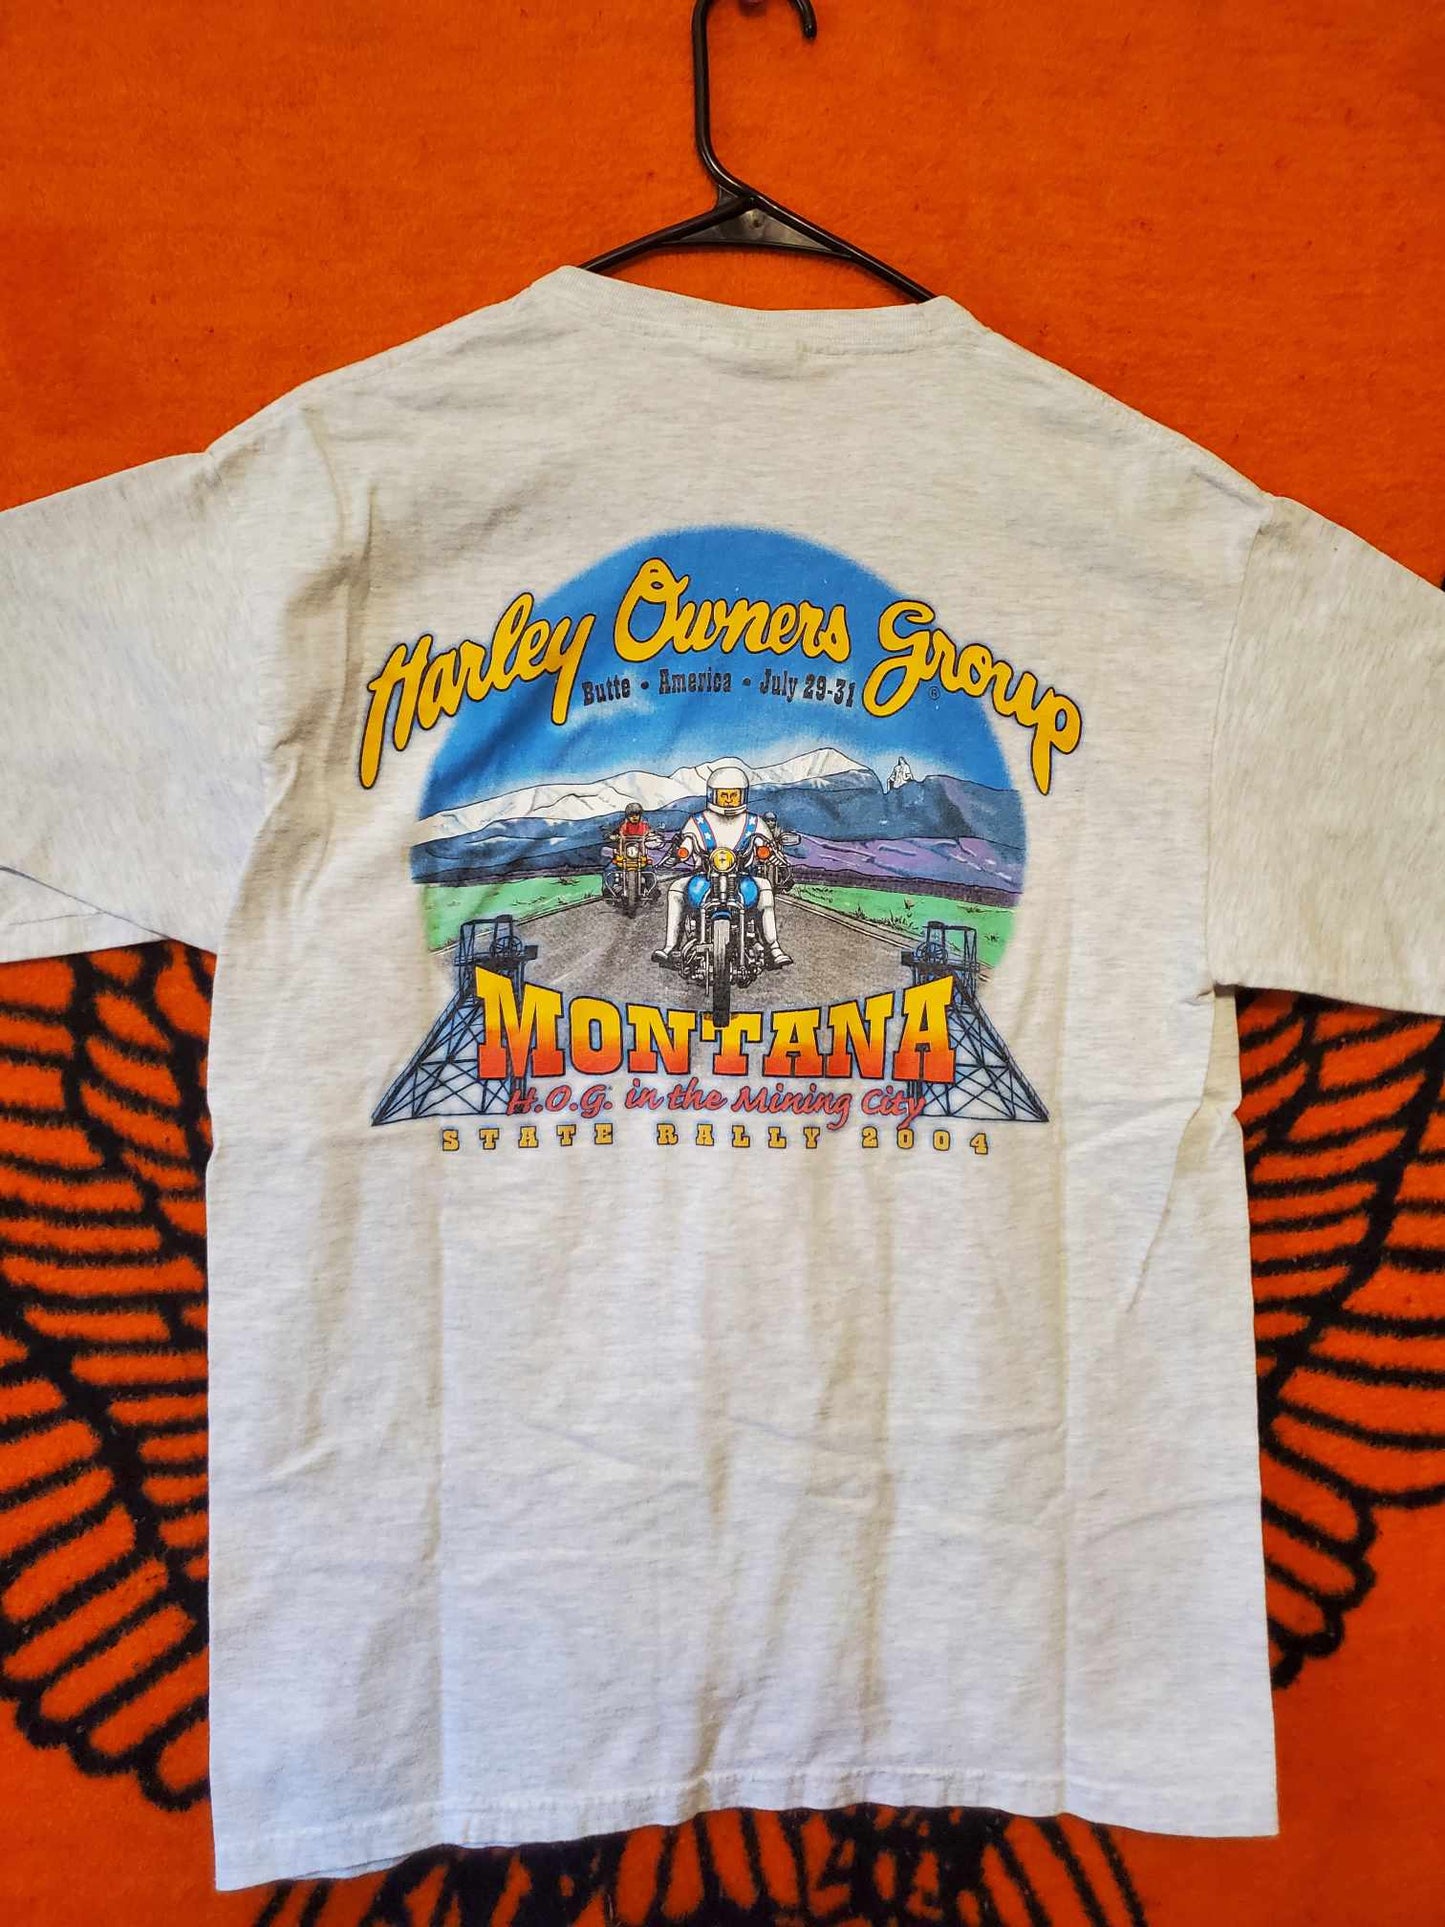 Harley Owners Group®
Butte • America • July 29-31
MONTANA
H.O.G. in the Mining City
STATE RALLY 2004